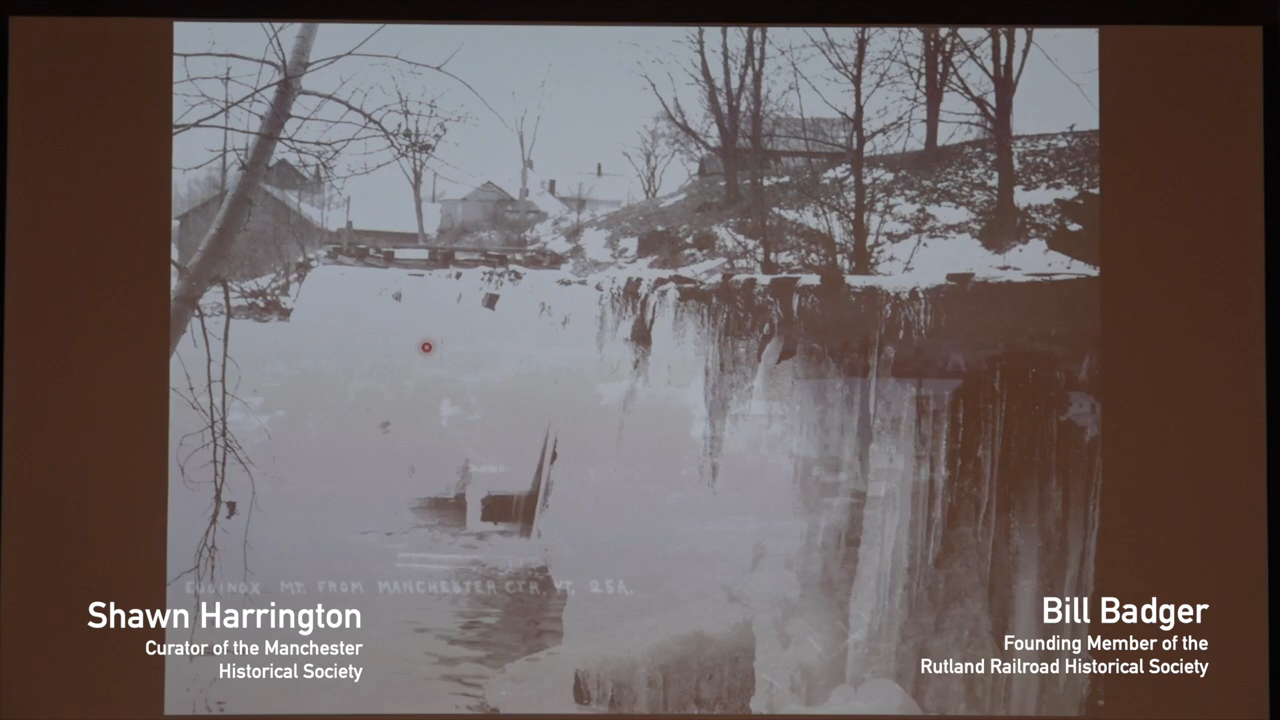 EQUINOX MT. FROM MANCHESTER CTR, VT. 25A.
Shawn Harrington
Curator of the Manchester
Historical Society
Bill Badger
Founding Member of the
Rutland Railroad Historical Society